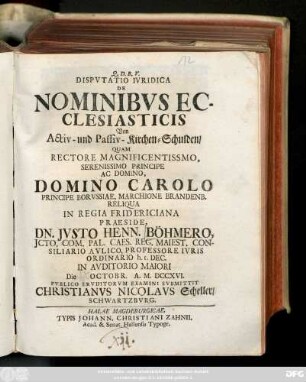 Q. D. B. V.
DISPVTATIO IVRIDICA
DE
NOMINIBVS EC-
CLESIASTICIS
Von
Activ- und Passiv-Kirchen-Schulden/
QVAM
RECTORE MAGNIFICENTISSMO,
SERENISSIMO PRINCIPE
AC DOMINO,
DOMINO CAROLO
PRINCIPE BORVSSIAE, MARCHIONE BRANDENB.
RELIQVA
IN REGIA FRIDERICIANA
PRAESIDE,
DN. JVSTO HENN. BÖHMERO,
JCTO, COM. PAL. CAES. REG. MAIEST. CON-
SILIARIO AVLICO, PROFESSORE IVRIS
ORDINARIO h. t. DEC.
IN AVDITORIO MAIORI
Die OCTOBR. A. M. DCCXVI.
PVBLICO ERVDITORVM EXAMINI SVBMITTIT
CHRISTIANVS NICOLAVS Scheller/
SCHWARTZBVRG.
HALAE MAGDEBVRGICAE,
TYPIS JOHANN. CHRISTIANI ZAHNII,
Acad. & Senat. Hallensis Typogr.